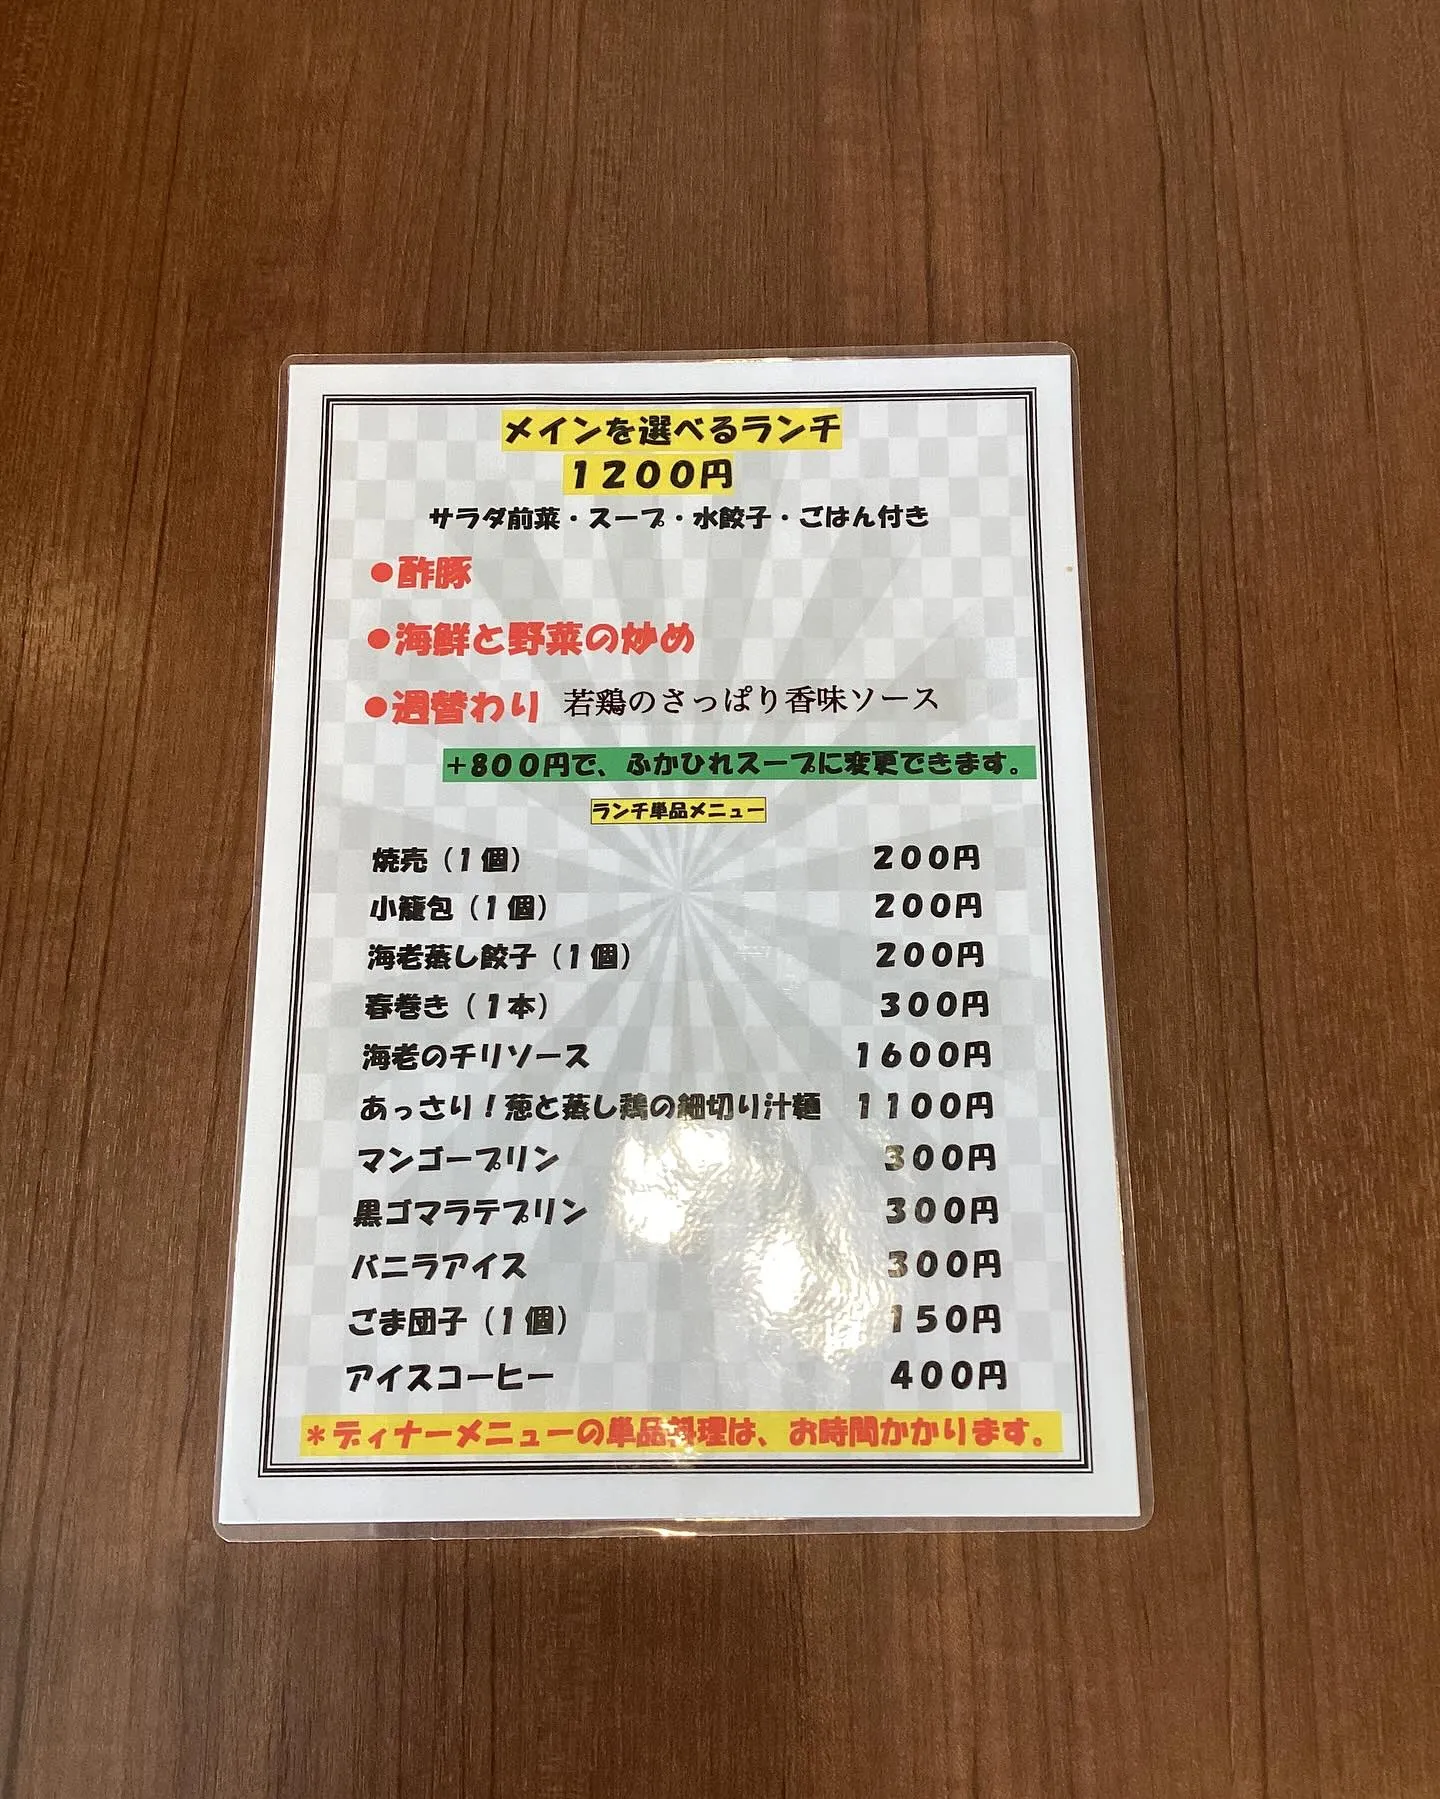 メインを選べるランチ
1200円
サラダ前菜・スープ・水餃子・ごはん付き
●酢豚
●海鮮と野菜の炒め
●週替わり 若鶏のさっぱり香味ソース
+800円で、ふかひれスープに変更できます。
ランチ単品メニュー
焼売(1個) 200円
小籠包(1個) 200円
海老蒸し餃子(1個) 200円
春巻き(1本) 300円
海老のチリソース 1600円
あっさり!葱と蒸し鶏の細切り汁麺 1100円
マンゴープリン 300円
黒ゴマラテプリン 300円
バニラアイス 300円
ごま団子(1個) 150円
アイスコーヒー 400円
*ディナーメニューの単品料理は、お時間かかります。